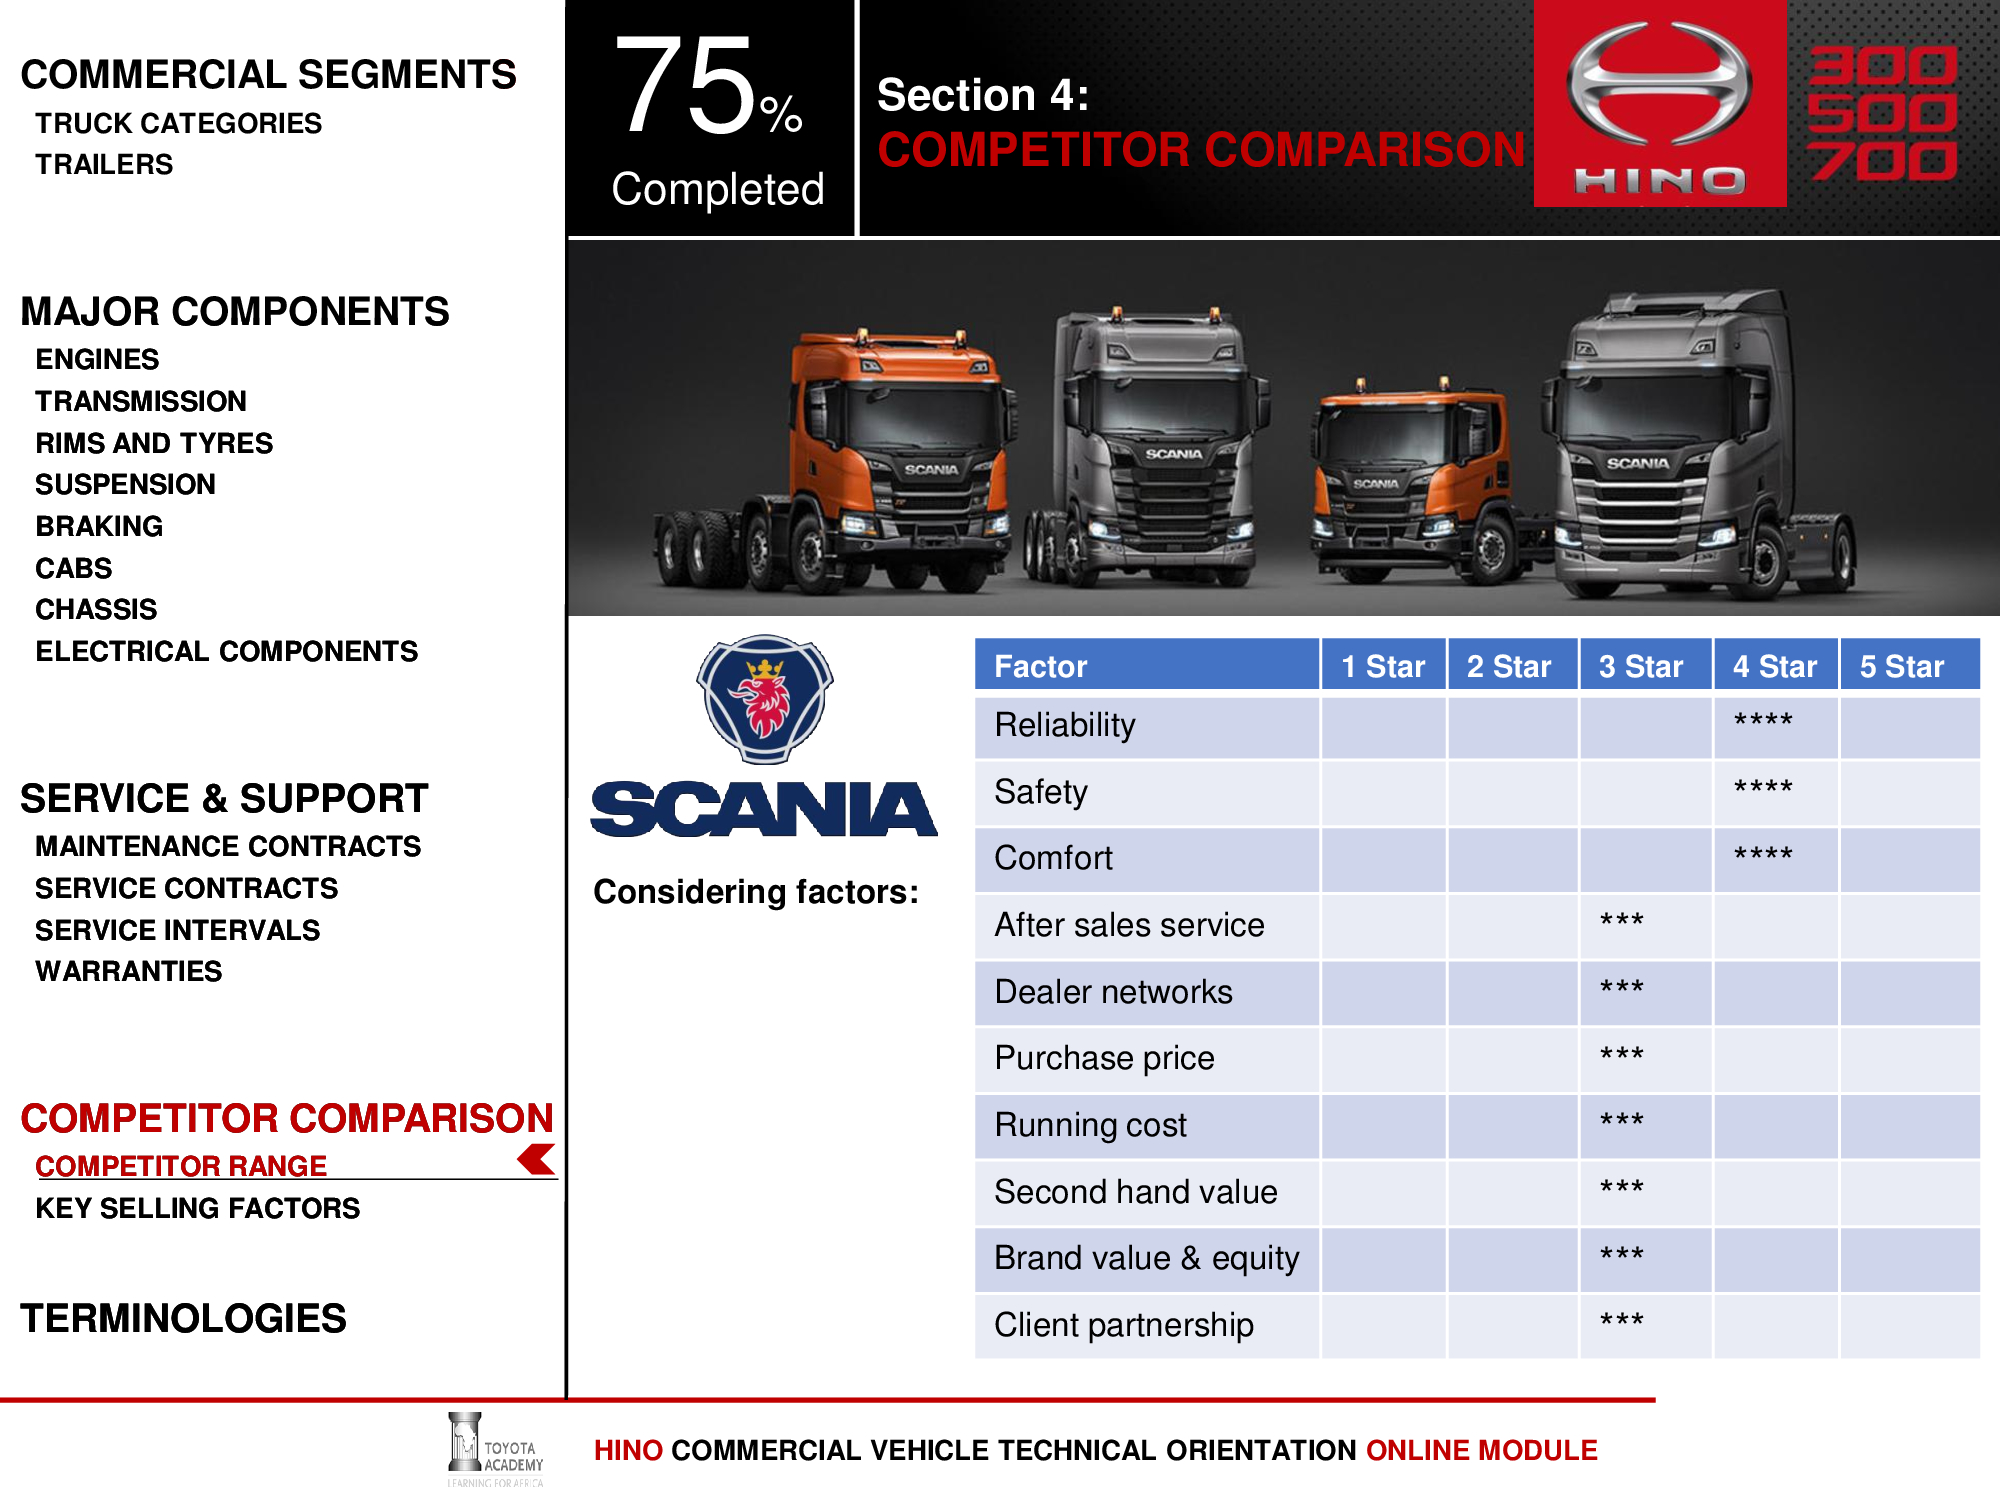 COMMERCIAL SEGMENTS
TRUCK CATEGORIES
TRAILERS
MAJOR COMPONENTS
ENGINES
TRANSMISSION
RIMS AND TYRES
SUSPENSION
BRAKING
CABS
CHASSIS
ELECTRICAL COMPONENTS
SERVICE & SUPPORT
MAINTENANCE CONTRACTS
SERVICE CONTRACTS
SERVICE INTERVALS
WARRANTIES
COMPETITOR COMPARISON
COMPETITOR RANGE
KEY SELLING FACTORS
TERMINOLOGIES
75%
Completed
Section 4:
COMPETITOR COMPARISON
HINO
300
500
700
SCANIA
SCANIA
SCANIA
SCANIA
SCANIA
Considering factors:
Factor 1 Star 2 Star 3 Star 4 Star 5 Star
Reliability ****
Safety ****
Comfort ****
After sales service ***
Dealer networks ***
Purchase price ***
Running cost ***
Second hand value ***
Brand value & equity ***
Client partnership ***
TOYOTA
ACADEMY
LEARNING FOR AFRICA
HINO COMMERCIAL VEHICLE TECHNICAL ORIENTATION ONLINE MODULE